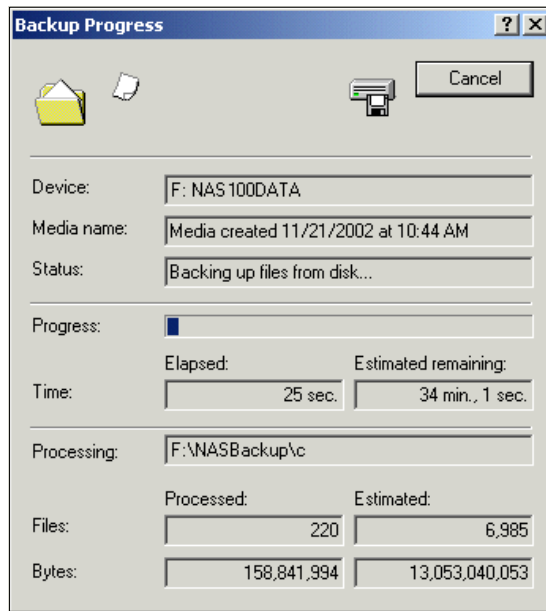 Backup Progress
Cancel
Device: F: NAS100DATA
Media name: Media created 11/21/2002 at 10:44 AM
Status: Backing up files from disk...
Progress:
Elapsed: Estimated remaining:
Time: 25 sec. 34 min., 1 sec.
Processing: F:\NASBackup\c
Processed: Estimated:
Files: 220 6,985
Bytes: 158,841,994 13,053,040,053